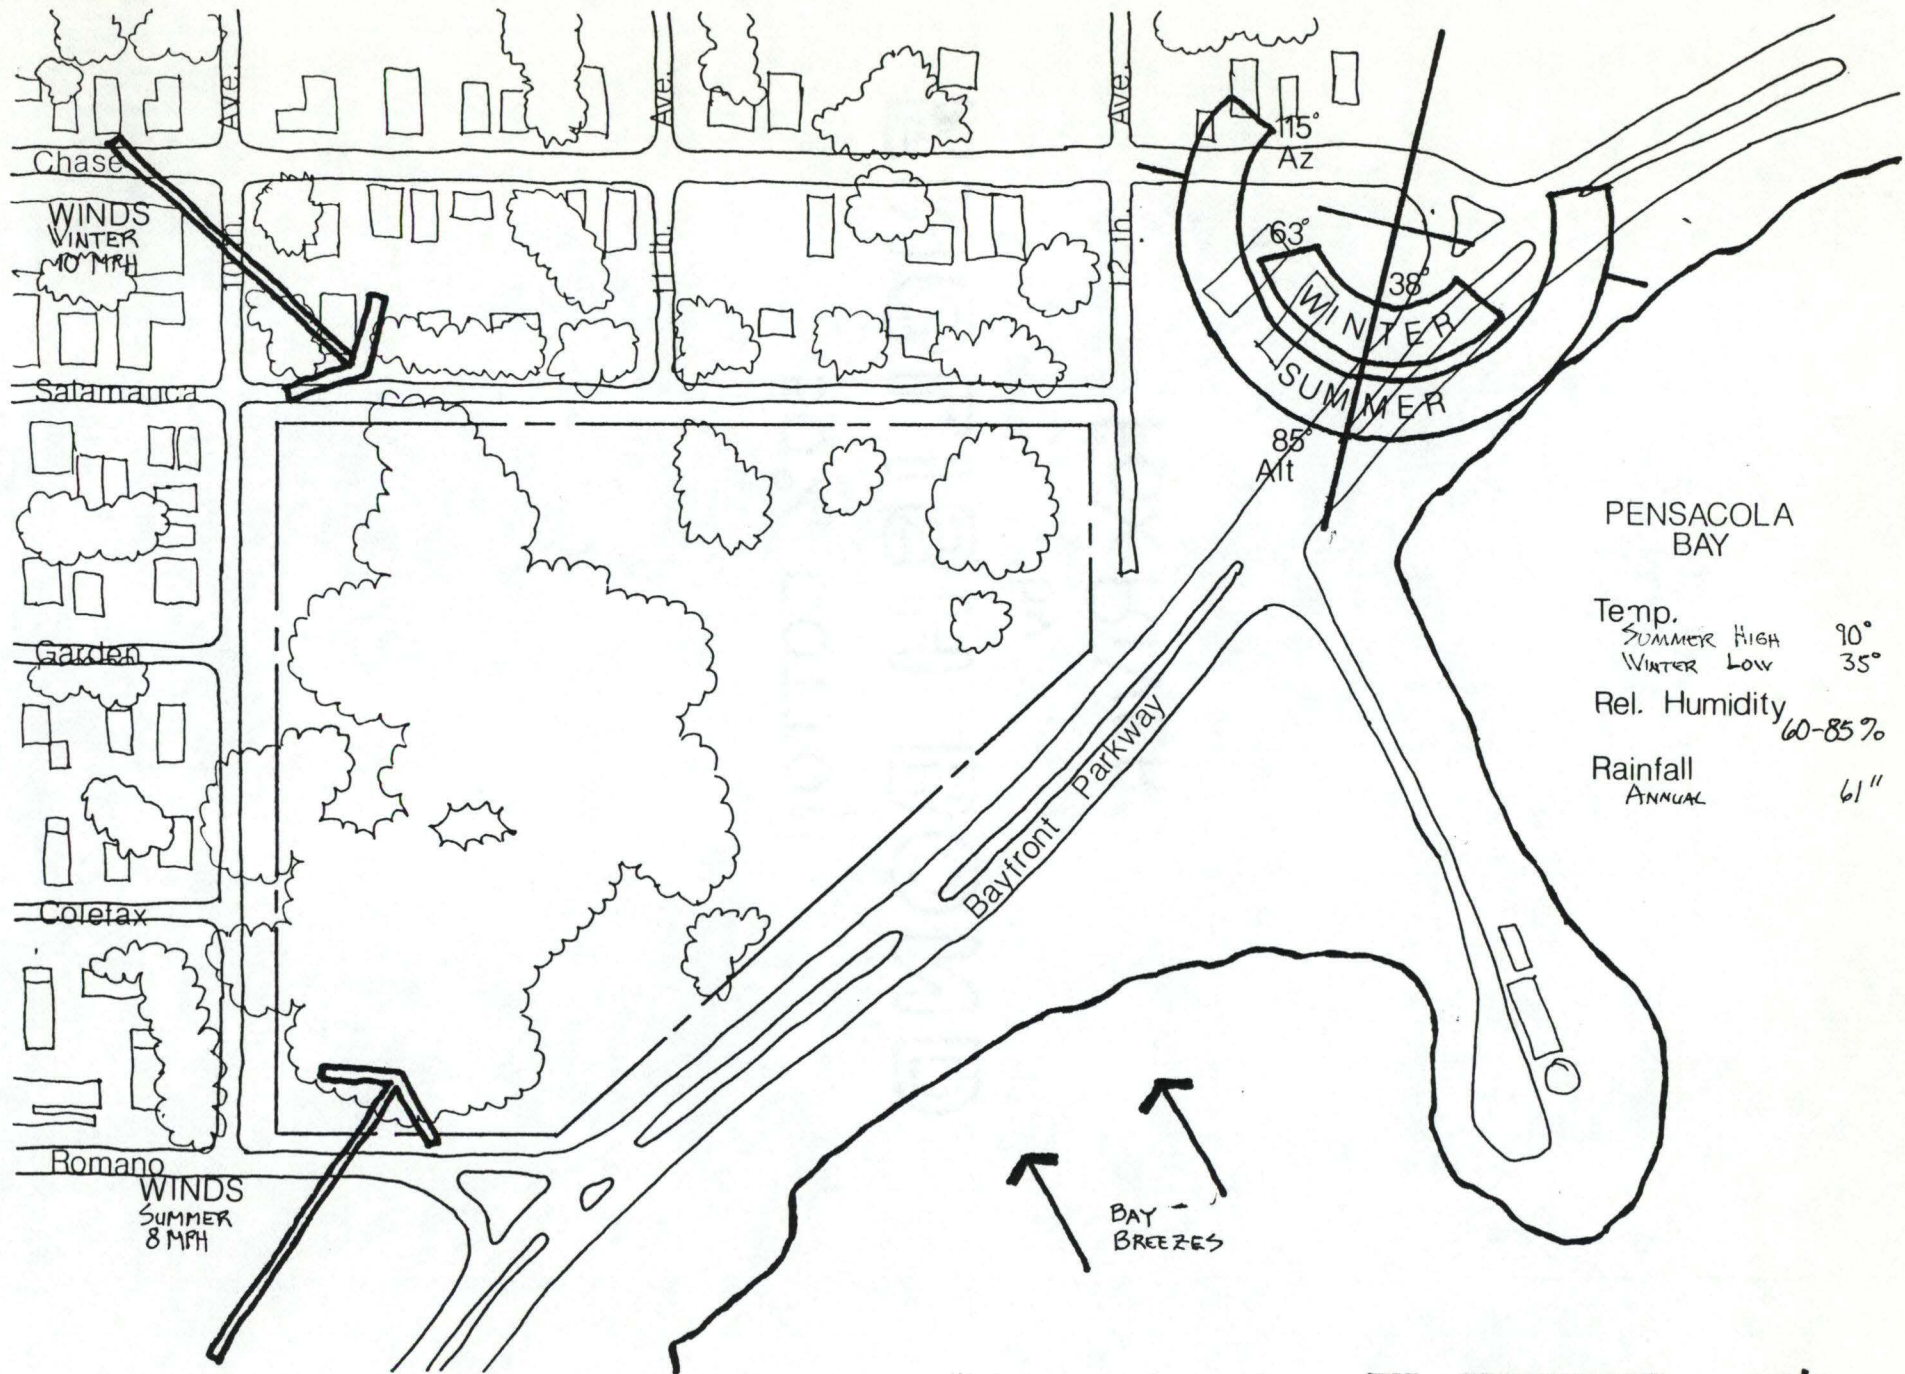 Ave.
Ave.
Ave.
Chase
115°
Az
WINDS
WINTER
10 MPH
10th.
11th.
12th.
63°
38°
WINTER
SUMMER
Salamanca
85°
Alt
PENSACOLA
BAY
Temp.
SUMMER HIGH 90°
WINTER LOW 35°
Rel. Humidity 60-85%
Rainfall
ANNUAL 61"
Garden
Bayfront Parkway
Colefax
Romano
WINDS
SUMMER
8 MPH
BAY
BREEZES